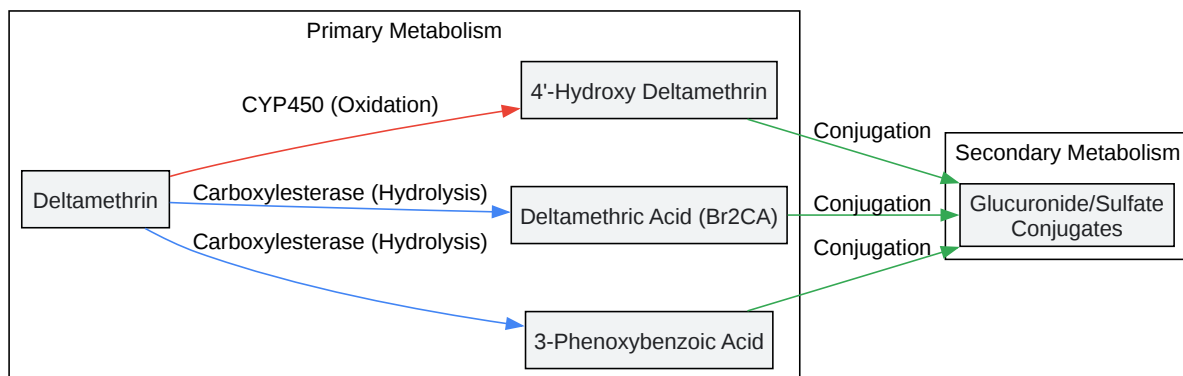 Primary Metabolism
CYP450 (Oxidation)
4'-Hydroxy Deltamethrin
Conjugation
Secondary Metabolism
Deltamethrin
Carboxylesterase (Hydrolysis)
Deltamethric Acid (Br2CA)
Conjugation
Glucuronide/Sulfate
Conjugates
Carboxylesterase (Hydrolysis)
Conjugation
3-Phenoxybenzoic Acid